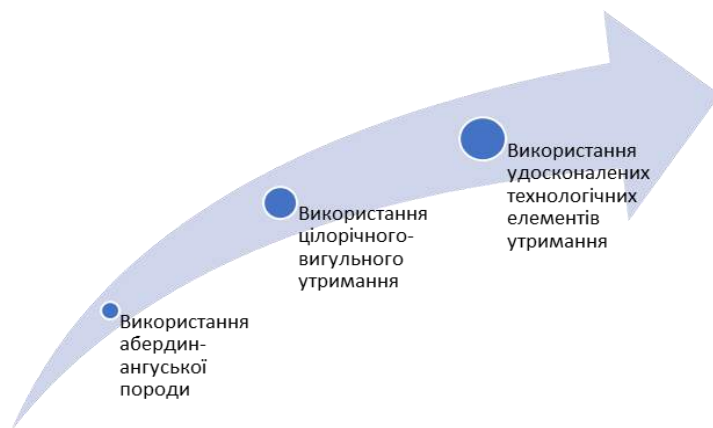 Використання
абердин-
ангуської
породи
Використання
цілорічного-
вигульного
утримання
Використання
удосконалених
технологічних
елементів
утримання